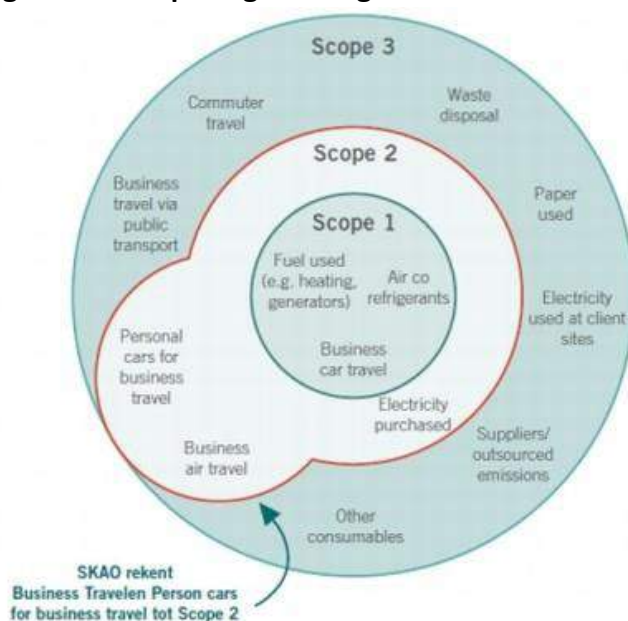 Scope 3
Commuter
travel
Waste
disposal
Scope 2
Business
travel via
public
transport
Paper
used
Scope 1
Fuel used
(e.g. heating,
generators)
Air co
refrigerants
Electricity
used at client
sites
Personal
cars for
business
travel
Business
car travel
Electricity
purchased
Business
air travel
Suppliers/
outsourced
emissions
Other
consumables
SKAO rekent
Business Travelen Person cars
for business travel tot Scope 2